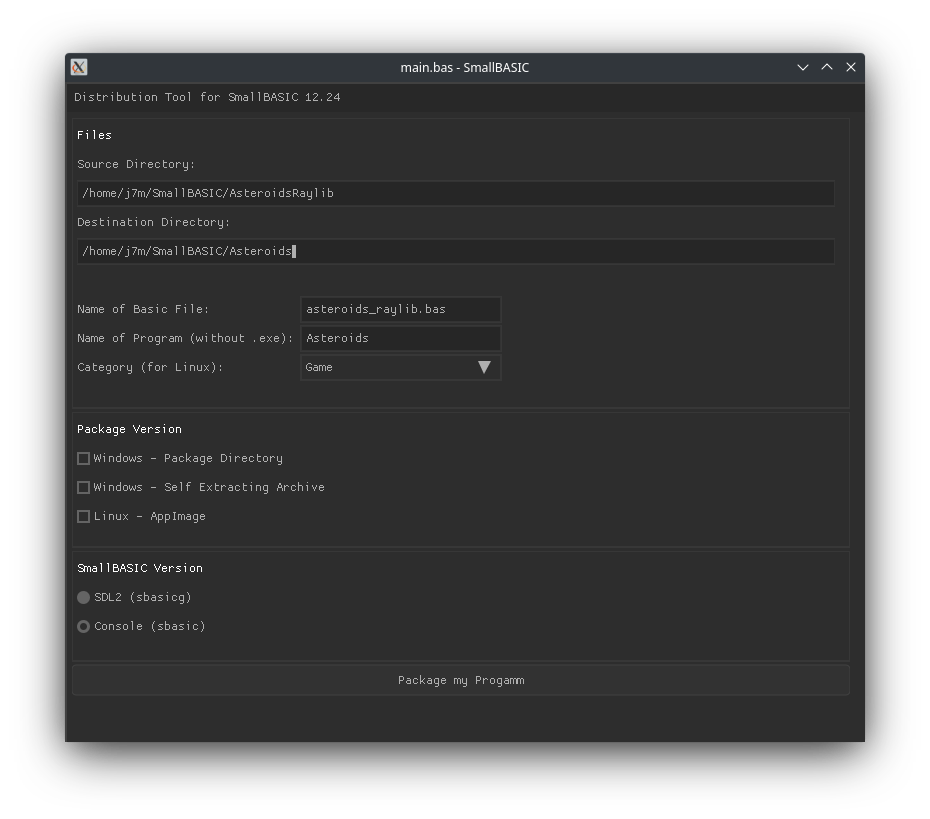 main.bas - SmallBASIC
Distribution Tool for SmallBASIC 12.24
Files
Source Directory:
/home/j7m/SmallBASIC/AsteroidsRaylib
Destination Directory:
/home/j7m/SmallBASIC/Asteroids
Name of Basic File: asteroids_raylib.bas
Name of Program (without .exe): Asteroids
Category (for Linux): Game
Package Version
Windows - Package Directory
Windows - Self Extracting Archive
Linux - AppImage
SmallBASIC Version
SDL2 (sbasicg)
Console (sbasic)
Package my Progamm